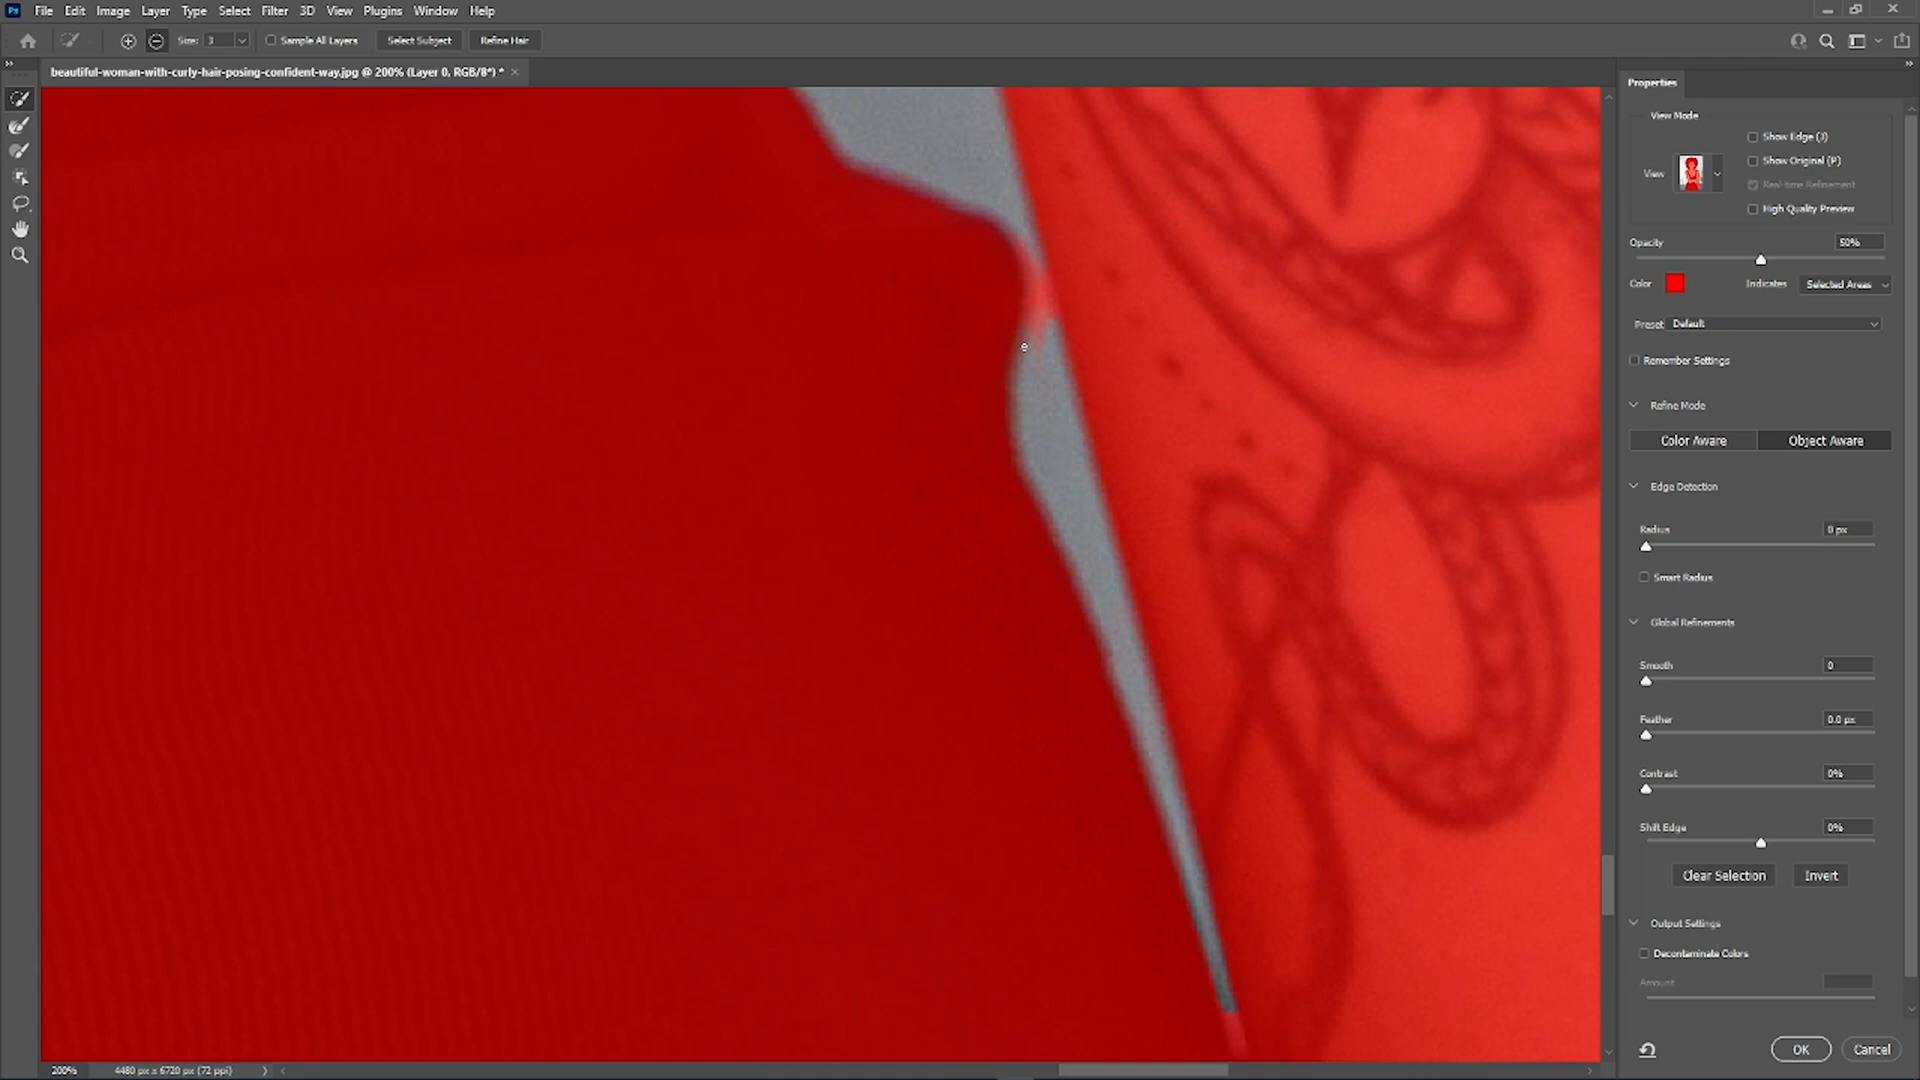 Ps File Edit Image Layer Type Select Filter 3D View Plugins Window Help
Size: 3 Sample All Layers Select Subject Refine Hair
beautiful-woman-with-curly-hair-posing-confident-way.jpg @ 200% (Layer 0, RGB/8*) *
Properties
View Mode
Show Edge (J)
View Show Original (P)
Real-time Refinement
High Quality Preview
Opacity 50%
Color Indicates Selected Areas
Preset Default
Remember Settings
Refine Mode
Color Aware Object Aware
Edge Detection
Radius 0 px
Smart Radius
Global Refinements
Smooth 0
Feather 0.0 px
Contrast 0%
Shift Edge 0%
Clear Selection Invert
Output Settings
Decontaminate Colors
Amount
OK Cancel
200% 4480 px x 6720 px (72 ppi)